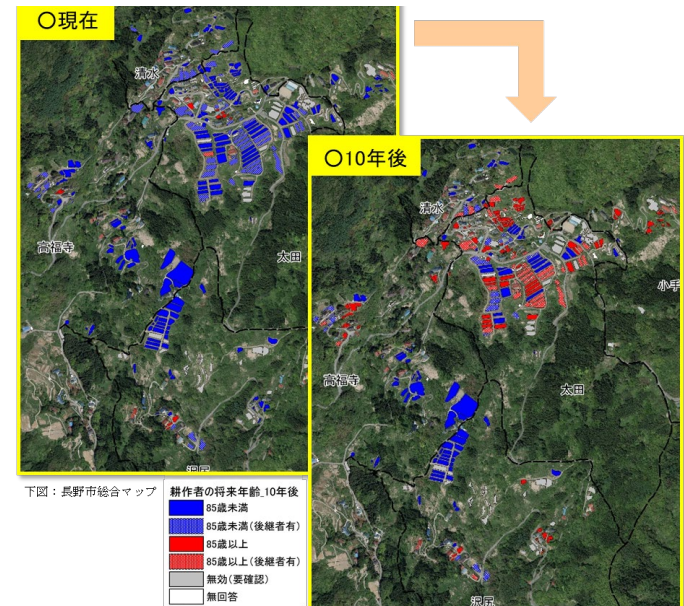 〇現在
清水
高福寺
太田
〇10年後
清水
小手
高福寺
太田
沢尻
下図：長野市総合マップ
耕作者の将来年齢_10年後
85歳未満
85歳未満(後継者有)
85歳以上
85歳以上(後継者有)
無効(要確認)
無回答